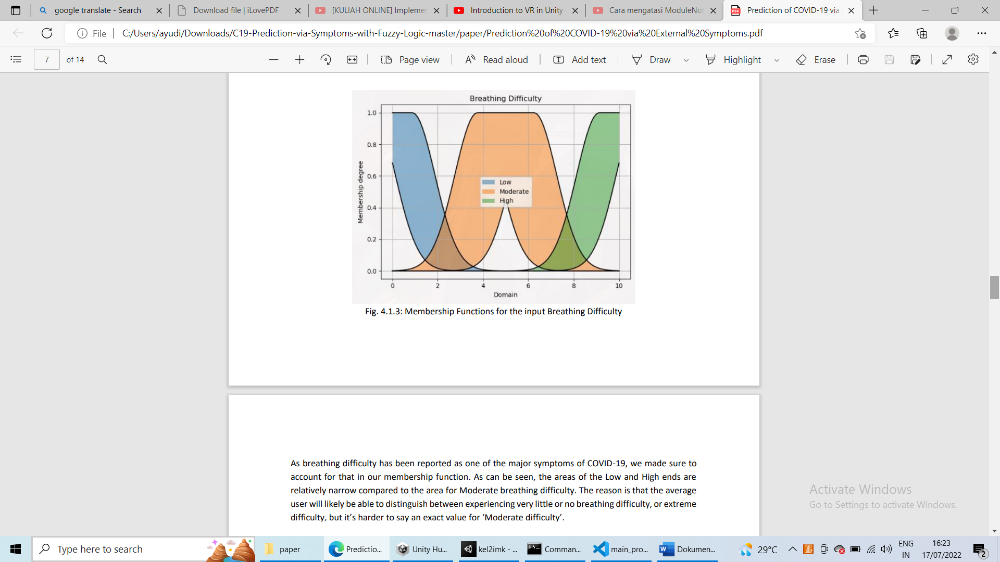 google translate - Search
Download file | iLovePDF
[KULIAH ONLINE] Implemen
Introduction to VR in Unity
Cara mengatasi ModuleNot
Prediction of COVID-19 via
File
C:/Users/ayudi/Downloads/C19-Prediction-via-Symptoms-with-Fuzzy-Logic-master/paper/Prediction%20of%20COVID-19%20via%20External%20Symptoms.pdf
7 of 14
Page view
Read aloud
Add text
Draw
Highlight
Erase
Breathing Difficulty
1.0
0.8
0.6
0.4
0.2
0.0
Membership degree
Low
Moderate
High
0 2 4 6 8 10
Domain
Fig. 4.1.3: Membership Functions for the input Breathing Difficulty
As breathing difficulty has been reported as one of the major symptoms of COVID-19, we made sure to
account for that in our membership function. As can be seen, the areas of the Low and High ends are
relatively narrow compared to the area for Moderate breathing difficulty. The reason is that the average
user will likely be able to distinguish between experiencing very little or no breathing difficulty, or extreme
difficulty, but it's harder to say an exact value for ‘Moderate difficulty’.
Activate Windows
Go to Settings to activate Windows.
Type here to search
paper
Predictio...
Unity Hu...
kel2imk - ...
Comman...
main_pro...
Dokumen...
29°C
ENG
IN
16:23
17/07/2022
2